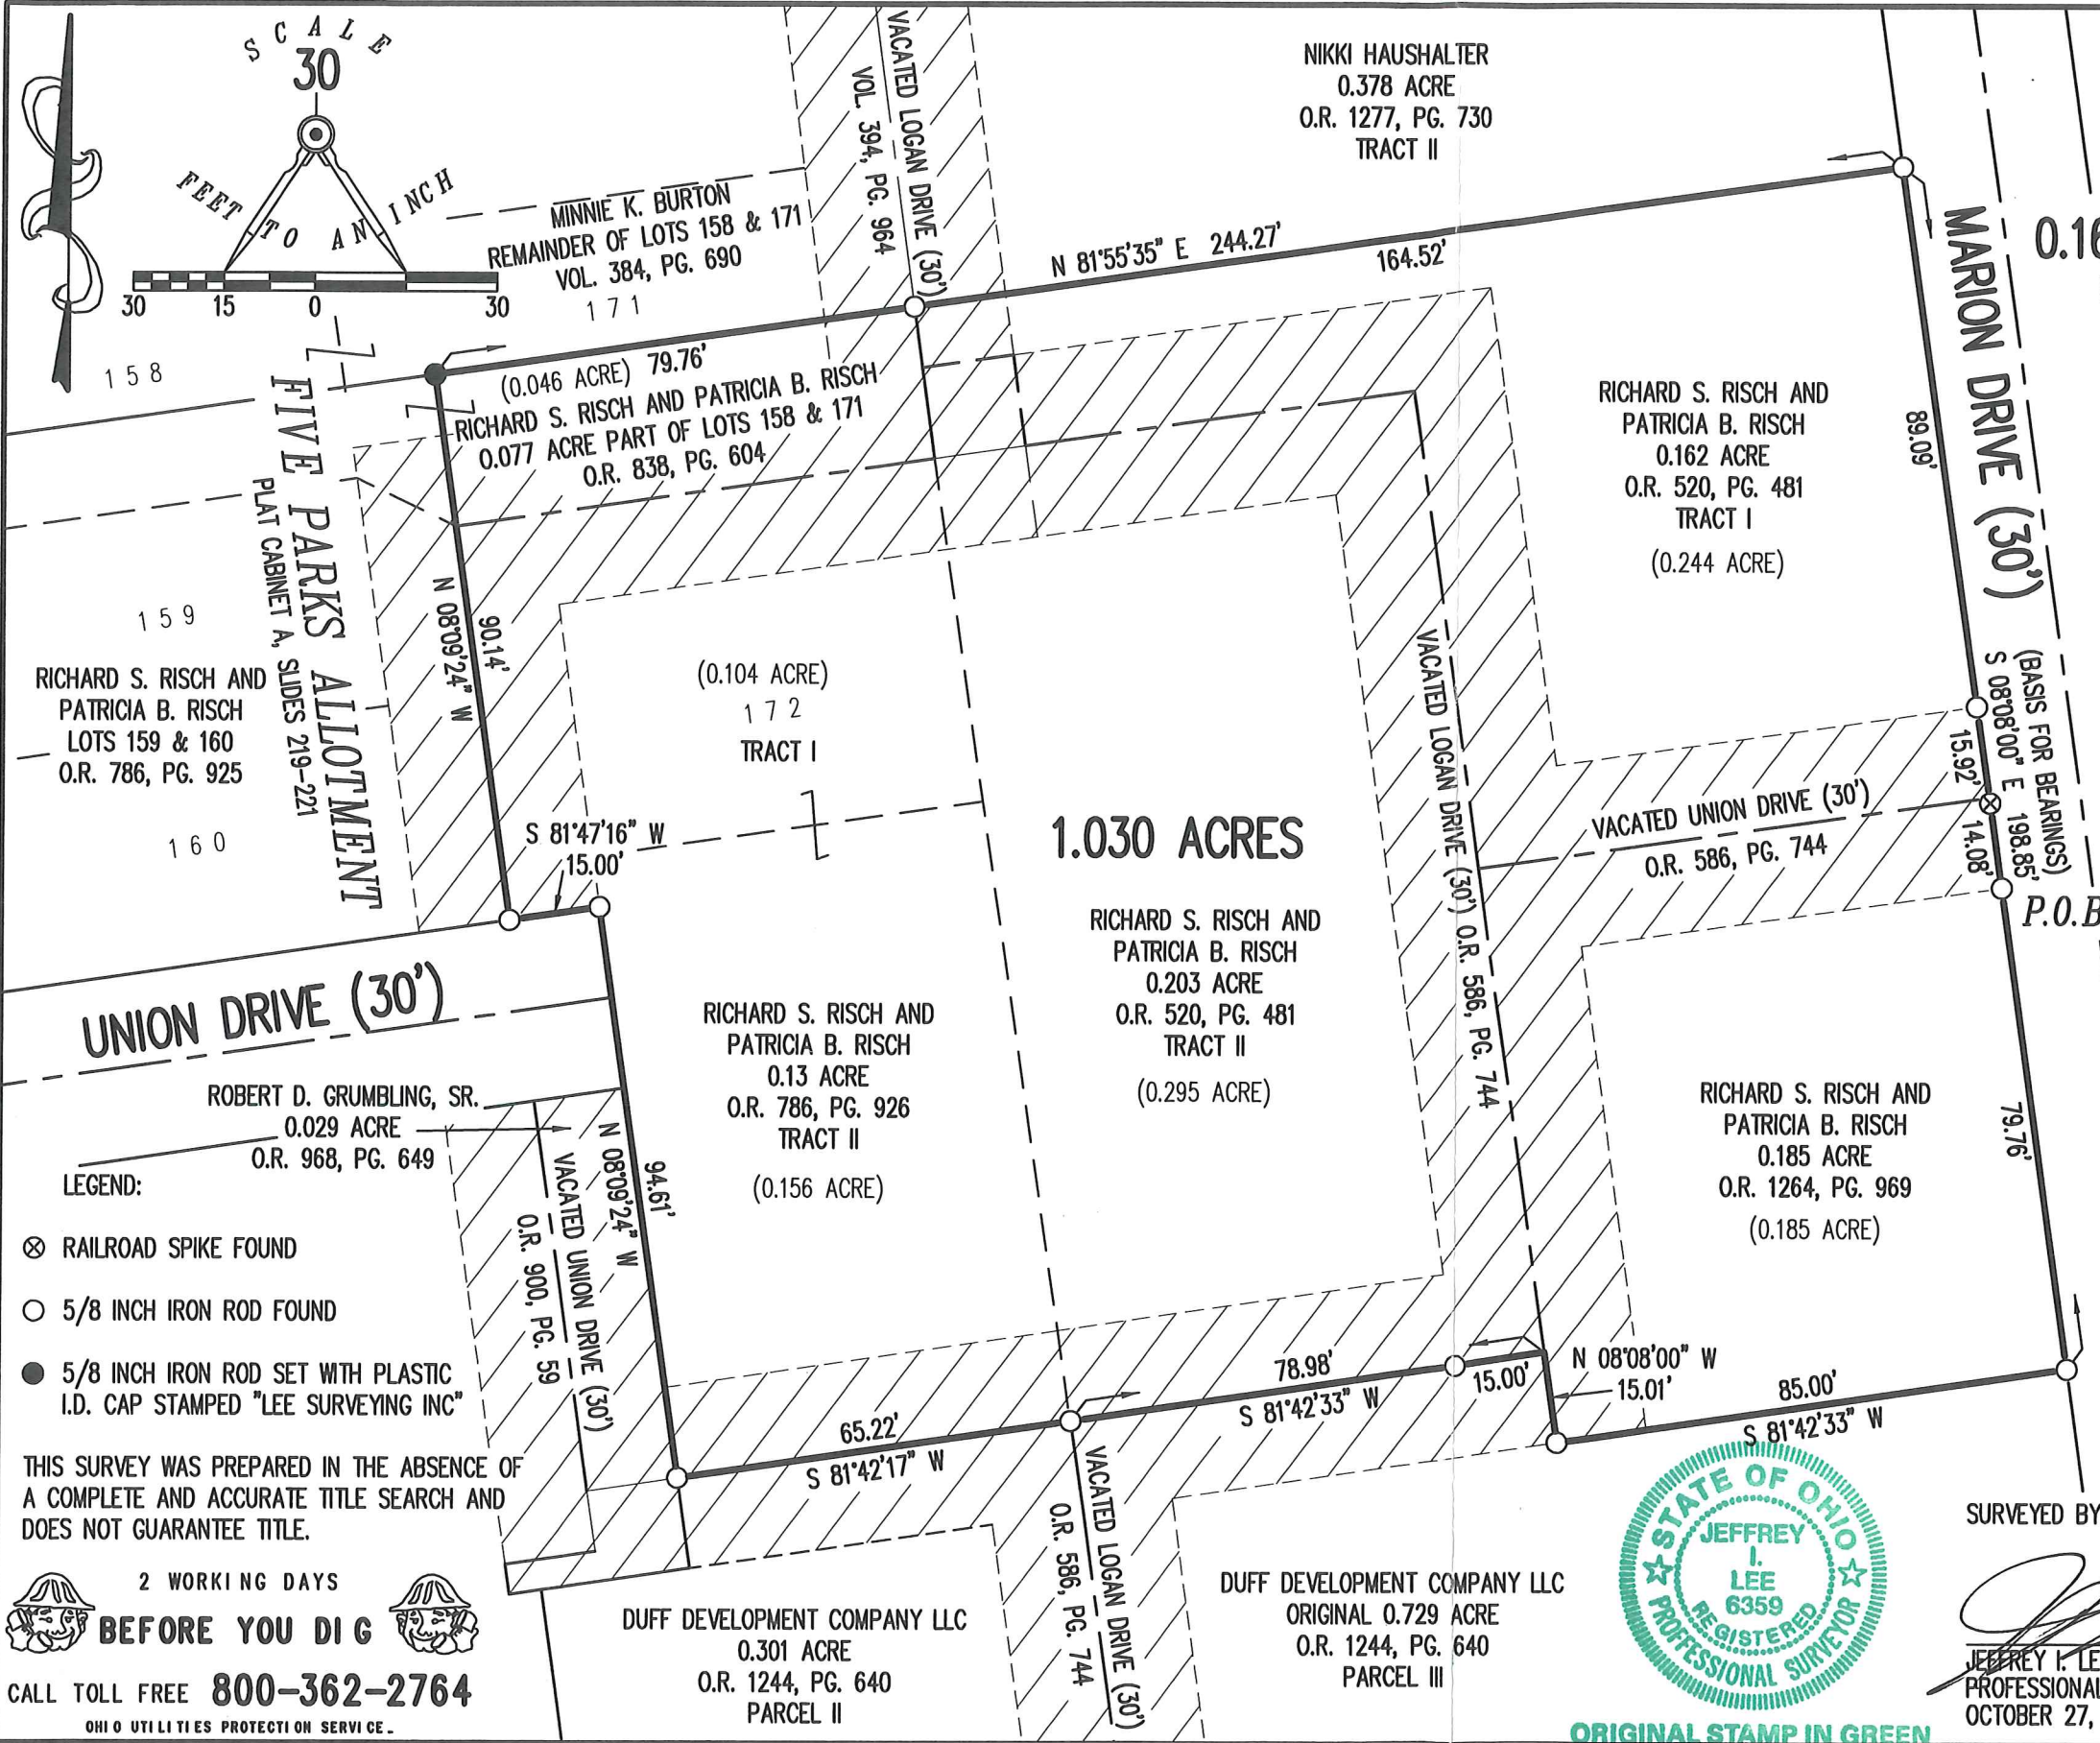 SCALE
30
FEET TO AN INCH
30 15 0 30
158
MINNIE K. BURTON
REMAINDER OF LOTS 158 & 171
VOL. 384, PG. 690
171
VACATED LOGAN DRIVE (30')
VOL. 394, PG. 964
NIKKI HAUSHALTER
0.378 ACRE
O.R. 1277, PG. 730
TRACT II
N 81°55'35" E 244.27'
164.52'
MARION DRIVE (30')
0.16
89.09'
(0.046 ACRE) 79.76'
RICHARD S. RISCH AND PATRICIA B. RISCH
0.077 ACRE PART OF LOTS 158 & 171
O.R. 838, PG. 604
FIVE PARKS ALLOTMENT
PLAT CABINET A, SLIDES 219-221
RICHARD S. RISCH AND
PATRICIA B. RISCH
0.162 ACRE
O.R. 520, PG. 481
TRACT I
(0.244 ACRE)
159
RICHARD S. RISCH AND
PATRICIA B. RISCH
LOTS 159 & 160
O.R. 786, PG. 925
160
90.14'
N 08°09'24" W
(0.104 ACRE)
172
TRACT I
VACATED LOGAN DRIVE (30') O.R. 586, PG. 744
(BASIS FOR BEARINGS)
S 08°08'00" E 198.85'
15.92'
14.08'
VACATED UNION DRIVE (30')
O.R. 586, PG. 744
P.O.B
S 81°47'16" W
15.00'
1.030 ACRES
RICHARD S. RISCH AND
PATRICIA B. RISCH
0.203 ACRE
O.R. 520, PG. 481
TRACT II
(0.295 ACRE)
UNION DRIVE (30')
RICHARD S. RISCH AND
PATRICIA B. RISCH
0.13 ACRE
O.R. 786, PG. 926
TRACT II
(0.156 ACRE)
ROBERT D. GRUMBLING, SR.
0.029 ACRE
O.R. 968, PG. 649
RICHARD S. RISCH AND
PATRICIA B. RISCH
0.185 ACRE
O.R. 1264, PG. 969
(0.185 ACRE)
79.76'
94.61'
N 08°09'24" W
VACATED UNION DRIVE (30')
O.R. 900, PG. 59
LEGEND:
RAILROAD SPIKE FOUND
5/8 INCH IRON ROD FOUND
5/8 INCH IRON ROD SET WITH PLASTIC
I.D. CAP STAMPED "LEE SURVEYING INC"
78.98'
S 81°42'33" W
15.00'
N 08°08'00" W
15.01'
85.00'
S 81°42'33" W
65.22'
S 81°42'17" W
THIS SURVEY WAS PREPARED IN THE ABSENCE OF
A COMPLETE AND ACCURATE TITLE SEARCH AND
DOES NOT GUARANTEE TITLE.
2 WORKING DAYS
BEFORE YOU DIG
CALL TOLL FREE 800-362-2764
OHIO UTILITIES PROTECTION SERVICE.
DUFF DEVELOPMENT COMPANY LLC
0.301 ACRE
O.R. 1244, PG. 640
PARCEL II
VACATED LOGAN DRIVE (30')
O.R. 586, PG. 744
DUFF DEVELOPMENT COMPANY LLC
ORIGINAL 0.729 ACRE
O.R. 1244, PG. 640
PARCEL III
STATE OF OHIO
JEFFREY
I.
LEE
6359
REGISTERED
PROFESSIONAL SURVEYOR
ORIGINAL STAMP IN GREEN
SURVEYED BY
JEFFREY I. LE
PROFESSIONAL
OCTOBER 27,